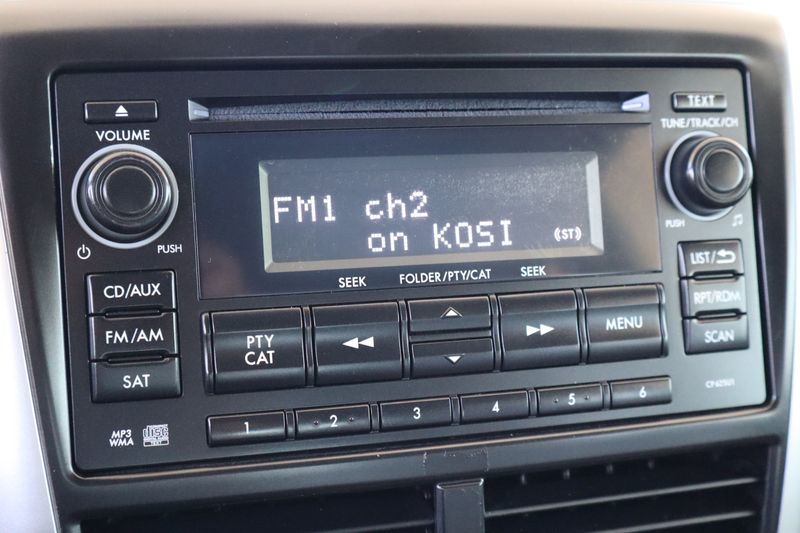 TEXT
VOLUME
TUNE/TRACK/CH
FM1 ch2
on KOSI (ST)
PUSH
PUSH
SEEK FOLDER/PTY/CAT SEEK
LIST/
CD/AUX
RPT/RDM
FM/AM
PTY CAT
MENU
SCAN
SAT
1 2 3 4 5 6
MP3
WMA
TEXT